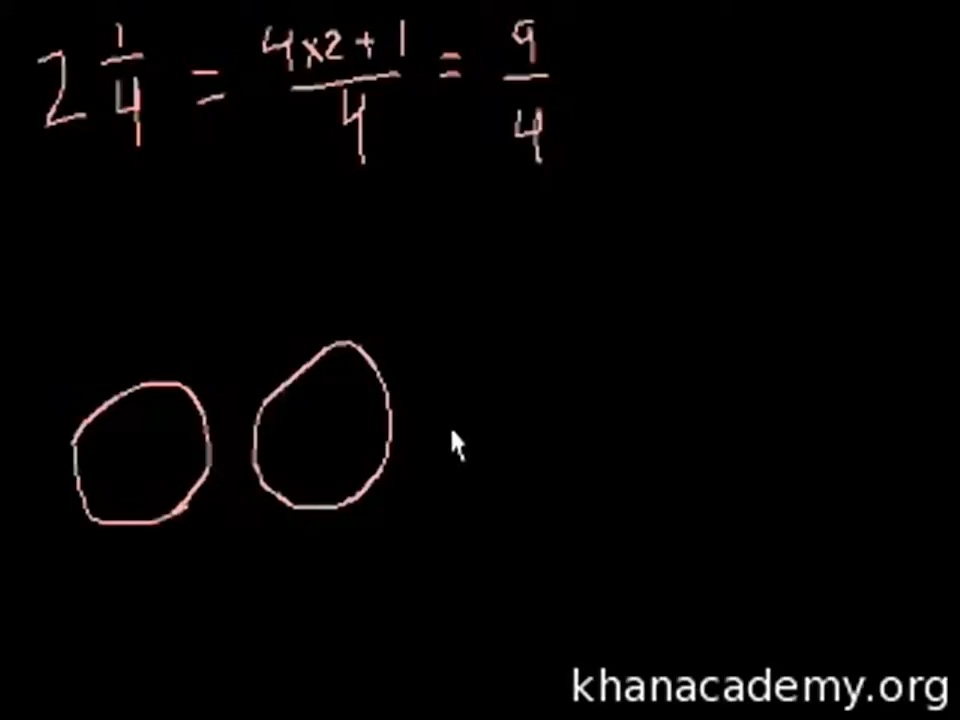 2 1/4 = 4x2+1/4 = 9/4
khanacademy.org